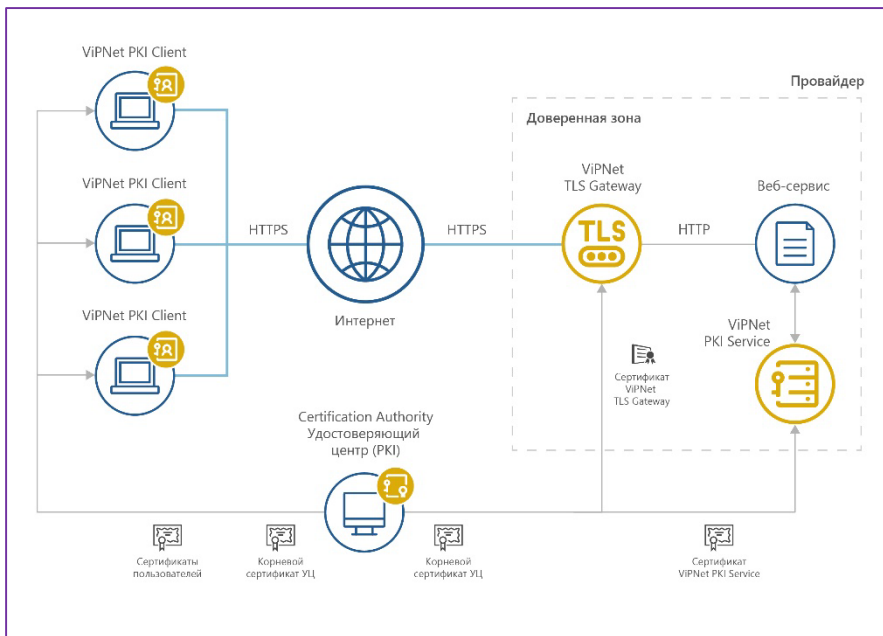 ViPNet PKI Client
Провайдер
Доверенная зона
ViPNet
TLS Gateway
Веб-сервис
ViPNet PKI Client
HTTPS
HTTPS
TLS
HTTP
Интернет
ViPNet PKI Client
ViPNet
PKI Service
Сертификат
ViPNet
TLS Gateway
Certification Authority
Удостоверяющий
центр (PKI)
Сертификаты
пользователей
Корневой
сертификат УЦ
Корневой
сертификат УЦ
Сертификат
ViPNet PKI Service